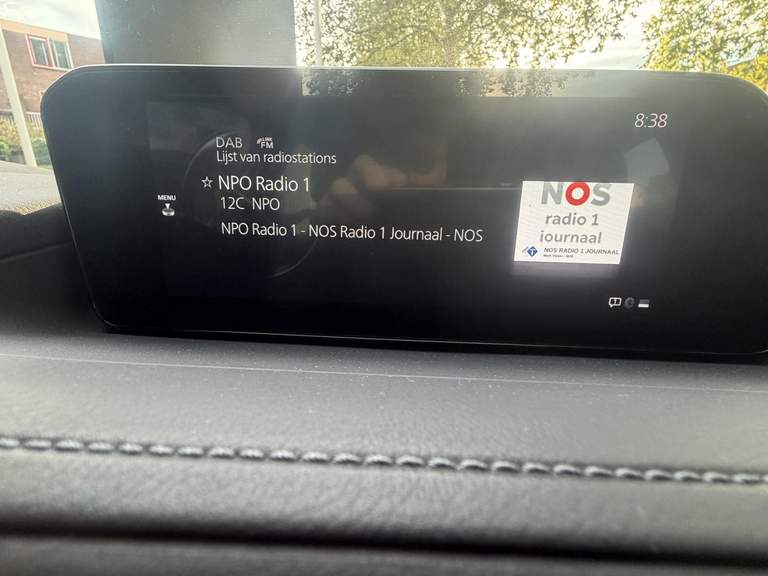 8:38
DAB LINK FM
Lijst van radiostations
☆ NPO Radio 1
MENU
12C NPO
NPO Radio 1 - NOS Radio 1 Journaal - NOS
NOS
radio 1
journaal
NOS RADIO 1 JOURNAAL